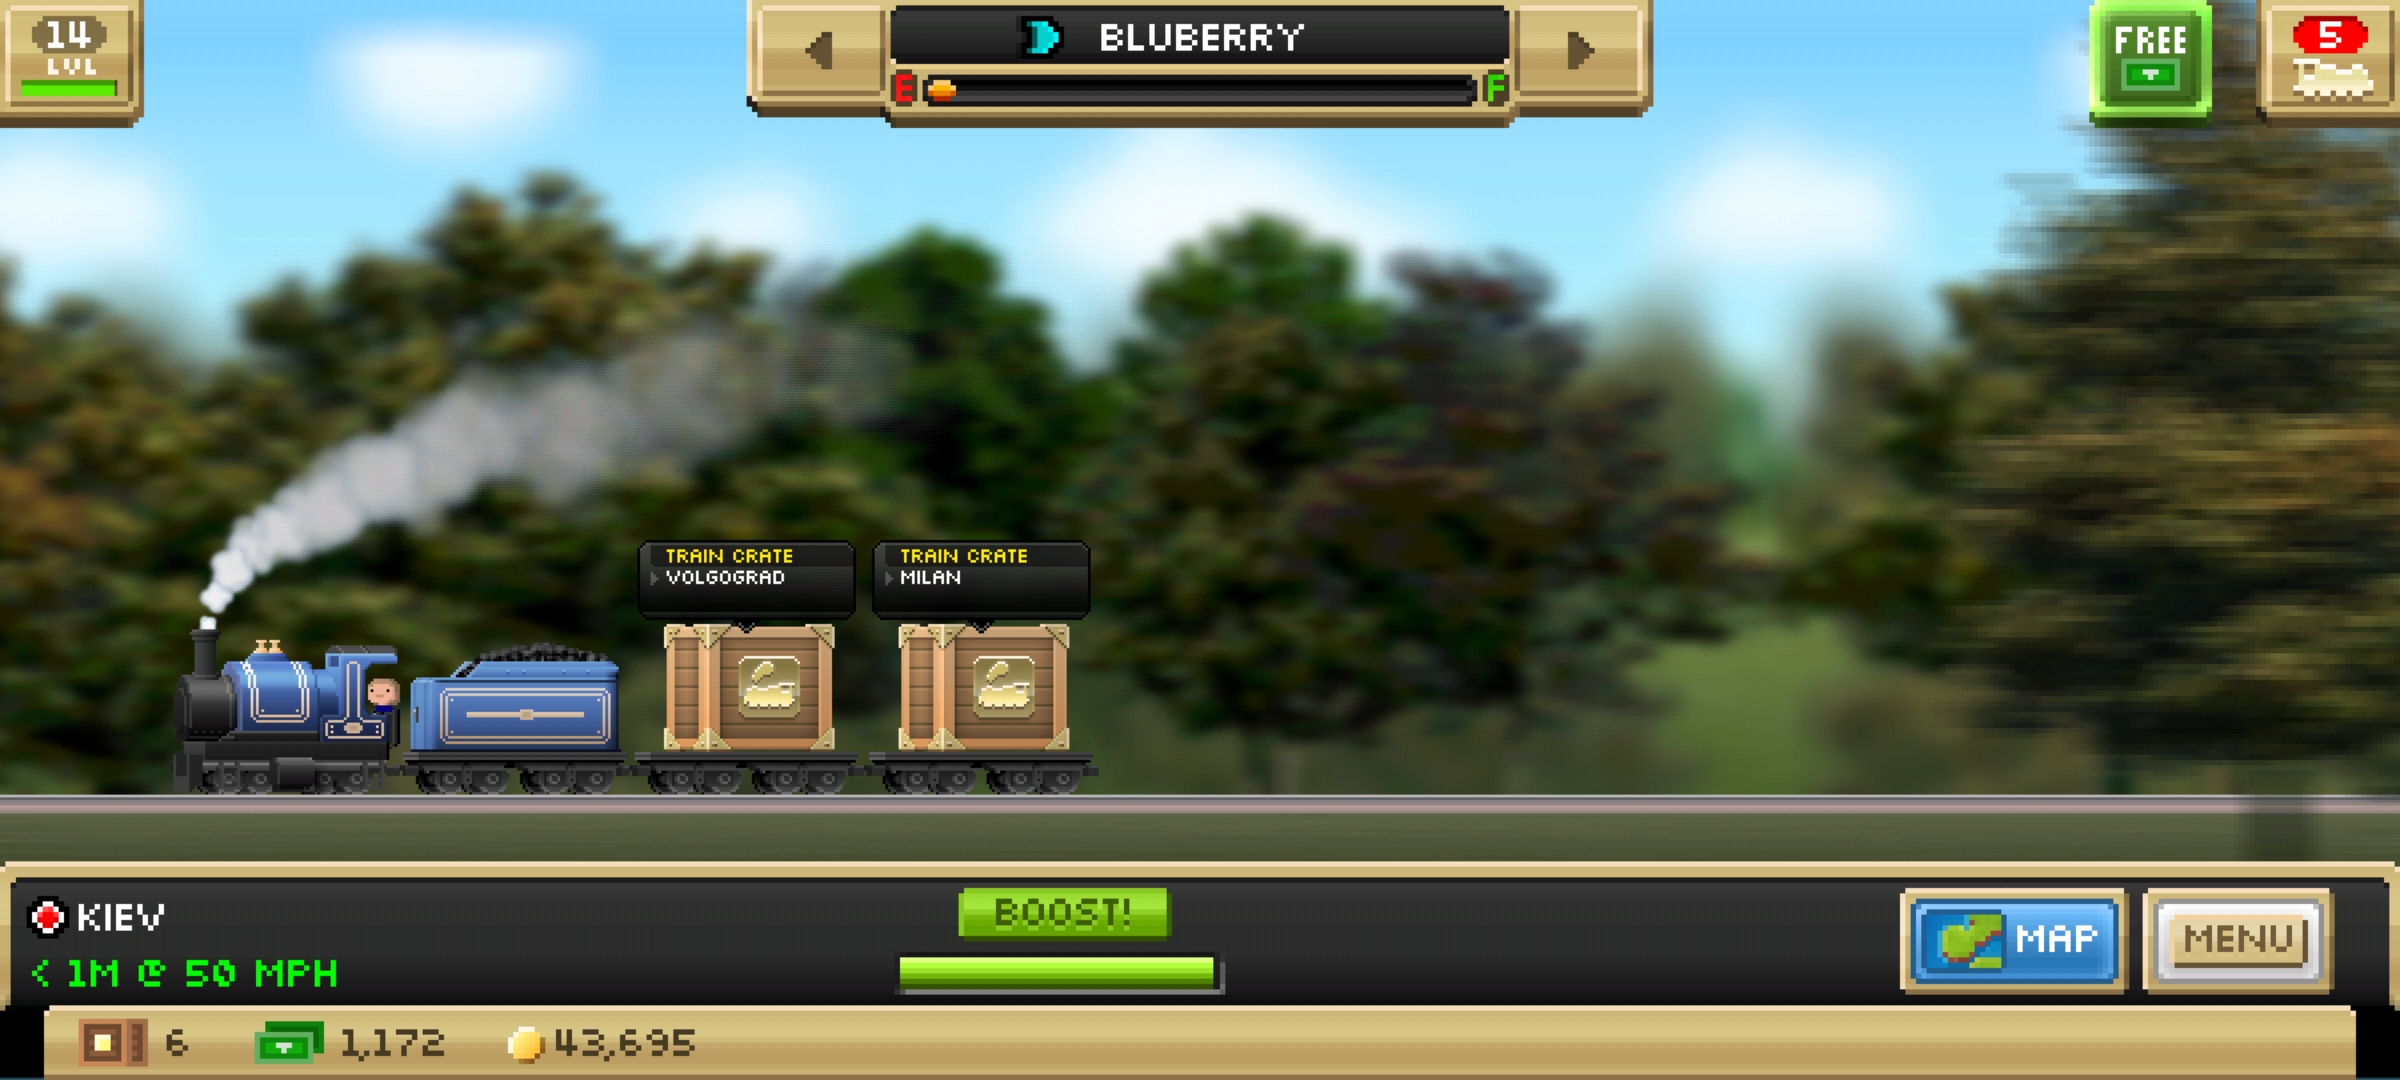 14
LVL
BLUBERRY
E F
FREE
5
TRAIN CRATE
VOLGOGRAD
TRAIN CRATE
MILAN
KIEV
< 1M @ 50 MPH
BOOST!
MAP
MENU
6
1,172
43,695